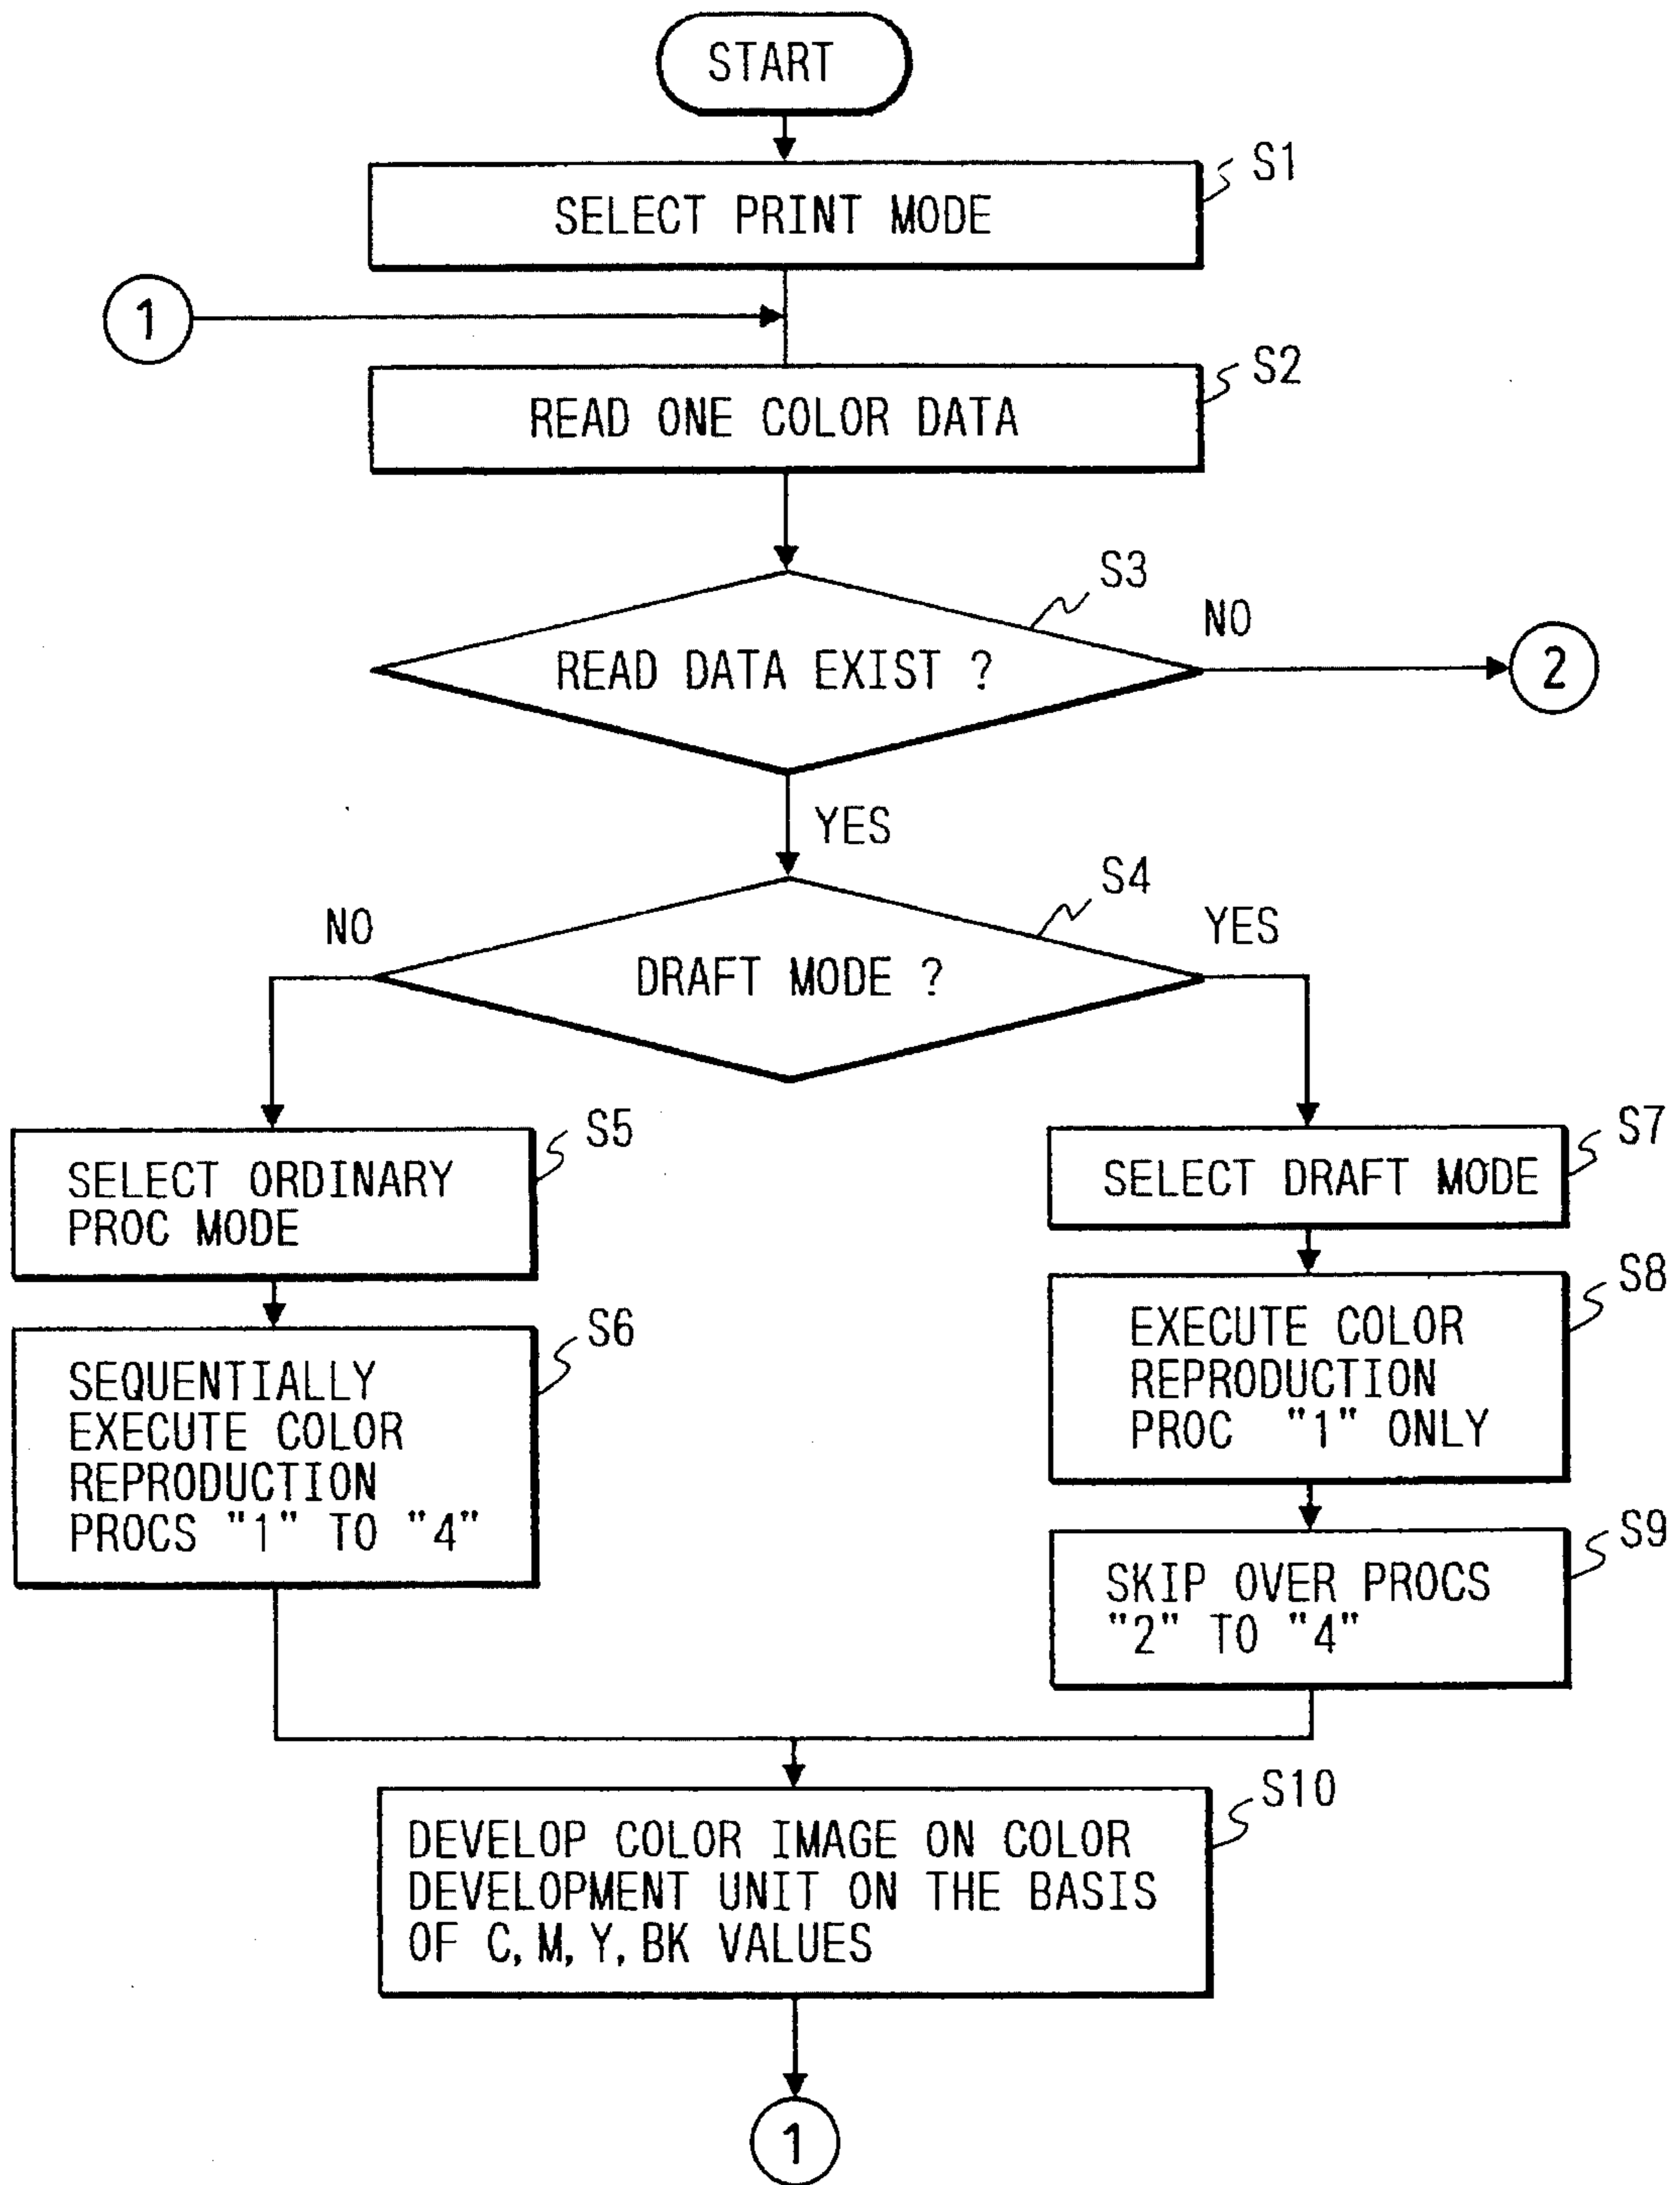 START
S1
SELECT PRINT MODE
1
S2
READ ONE COLOR DATA
S3
NO
READ DATA EXIST ?
2
YES
S4
NO
YES
DRAFT MODE ?
S5
SELECT ORDINARY
PROC MODE
S7
SELECT DRAFT MODE
S6
SEQUENTIALLY
EXECUTE COLOR
REPRODUCTION
PROCS "1" TO "4"
S8
EXECUTE COLOR
REPRODUCTION
PROC "1" ONLY
S9
SKIP OVER PROCS
"2" TO "4"
S10
DEVELOP COLOR IMAGE ON COLOR
DEVELOPMENT UNIT ON THE BASIS
OF C, M, Y, BK VALUES
1